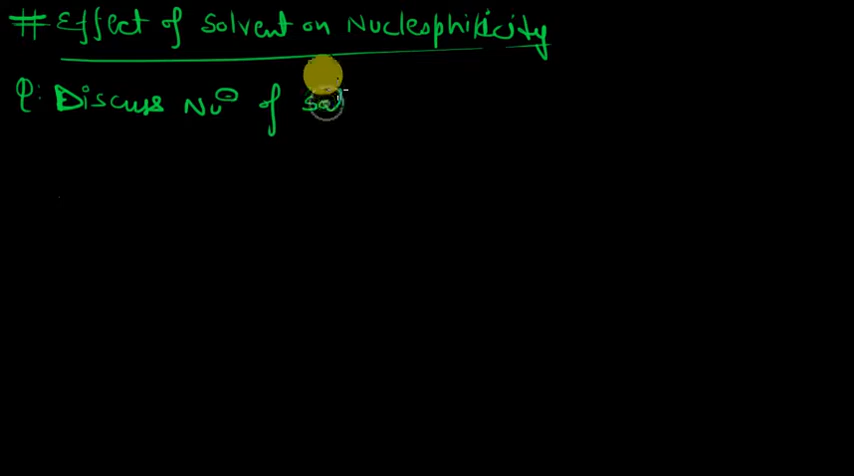 # Effect of Solvent on Nucleophilicity
Q: Discuss Nu⊖ of